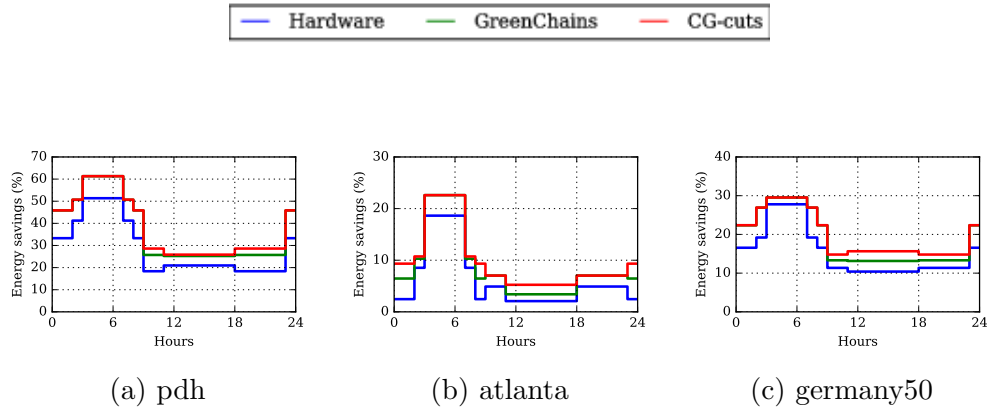 Hardware GreenChains CG-cuts
Energy savings (%)
70
60
50
40
30
20
10
0
0 6 12 18 24
Hours
(a) pdh
Energy savings (%)
30
20
10
0
0 6 12 18 24
Hours
(b) atlanta
Energy savings (%)
40
30
20
10
0
0 6 12 18 24
Hours
(c) germany50